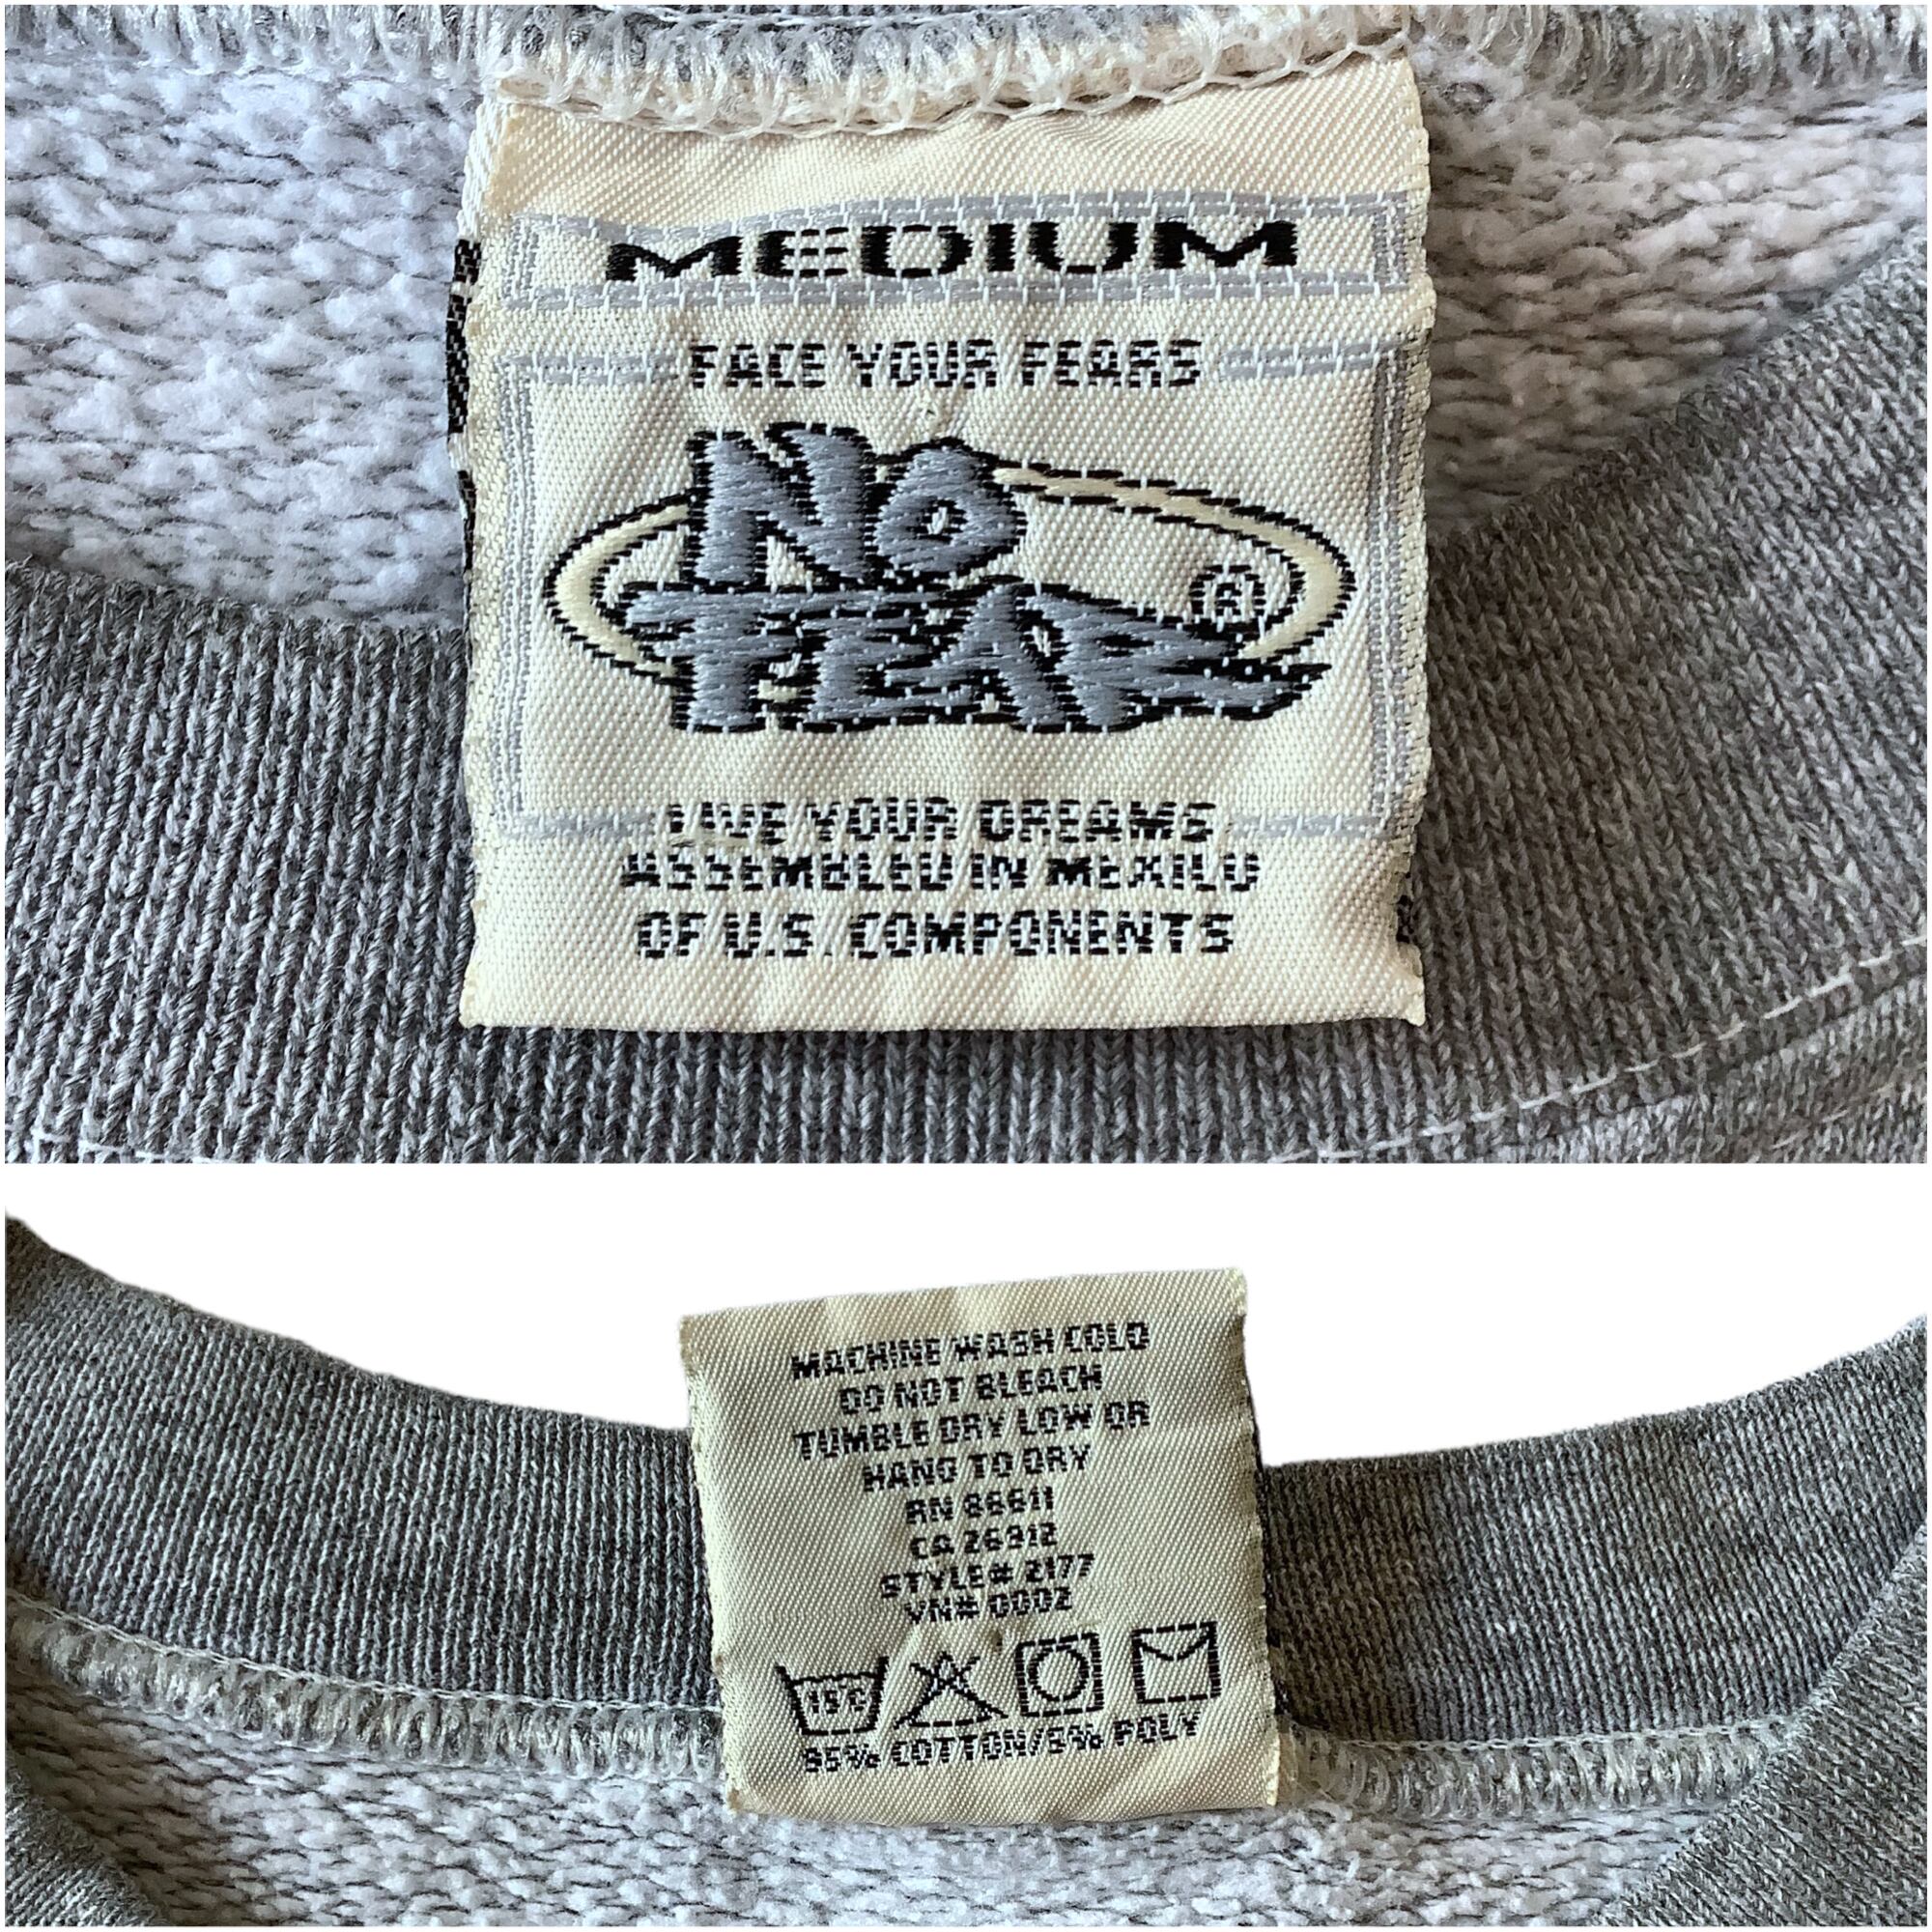 MEDIUM
FACE YOUR FEARS
NO
FEAR ®
LIVE YOUR DREAMS
ASSEMBLED IN MEXICO
OF U.S. COMPONENTS
MACHINE WASH COLD
DO NOT BLEACH
TUMBLE DRY LOW OR
HANG TO DRY
RN 86611
CA 26912
STYLE# 2177
VN# 0002
15°C
95% COTTON/5% POLY